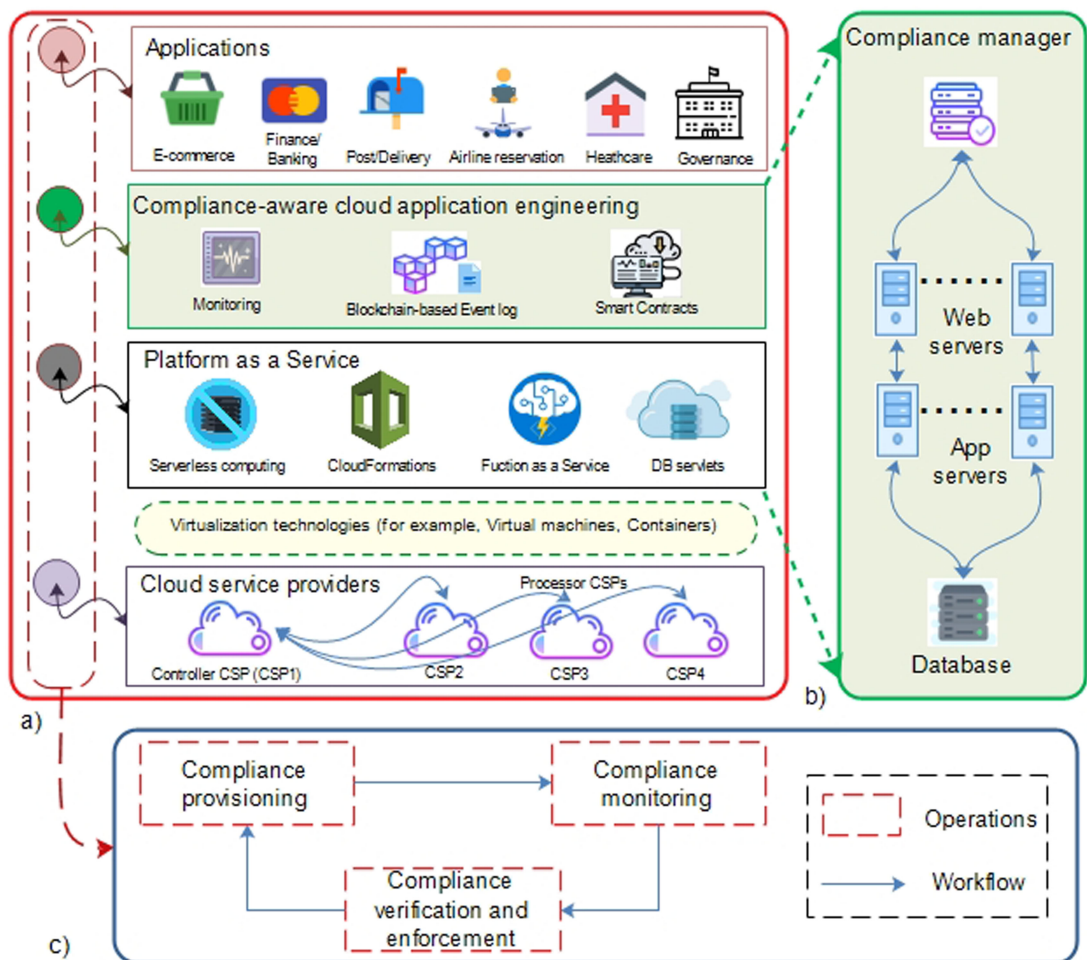 Applications
E-commerce
Finance/
Banking
Post/Delivery
Airline reservation
Heathcare
Governance
Compliance-aware cloud application engineering
Monitoring
Blockchain-based Event log
Smart Contracts
Platform as a Service
Serverless computing
CloudFormations
Fuction as a Service
DB servlets
Virtualization technologies (for example, Virtual machines, Containers)
Cloud service providers
Processor CSPs
Controller CSP (CSP1)
CSP2
CSP3
CSP4
a)
Compliance manager
Web
servers
App
servers
Database
b)
Compliance
provisioning
Compliance
monitoring
Compliance
verification and
enforcement
Operations
Workflow
c)